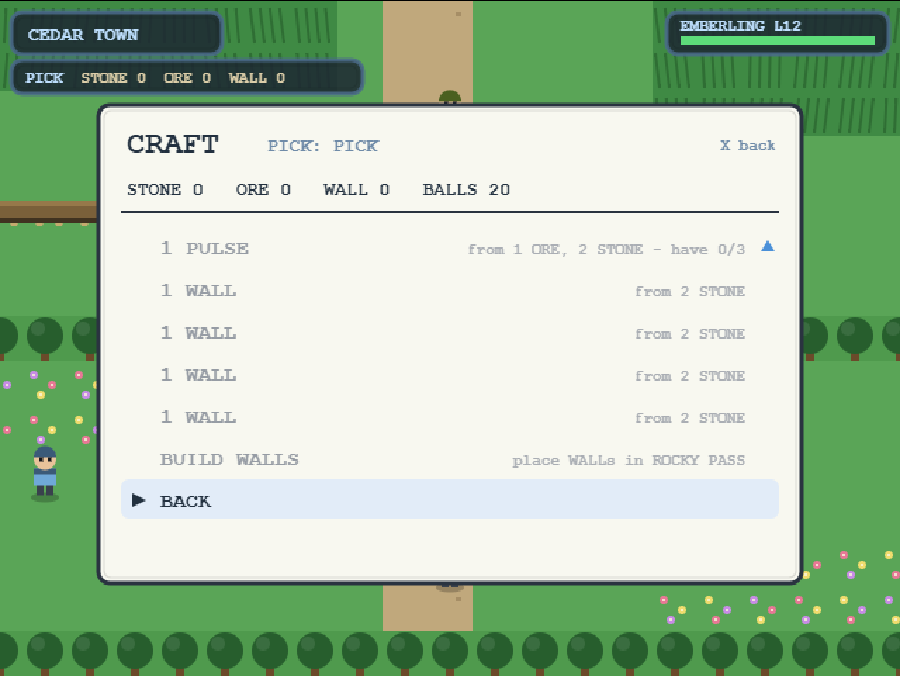 CEDAR TOWN
EMBERLING L12
PICK STONE 0 ORE 0 WALL 0
CRAFT PICK: PICK X back
STONE 0 ORE 0 WALL 0 BALLS 20
1 PULSE from 1 ORE, 2 STONE - have 0/3
1 WALL from 2 STONE
1 WALL from 2 STONE
1 WALL from 2 STONE
1 WALL from 2 STONE
BUILD WALLS place WALLs in ROCKY PASS
BACK